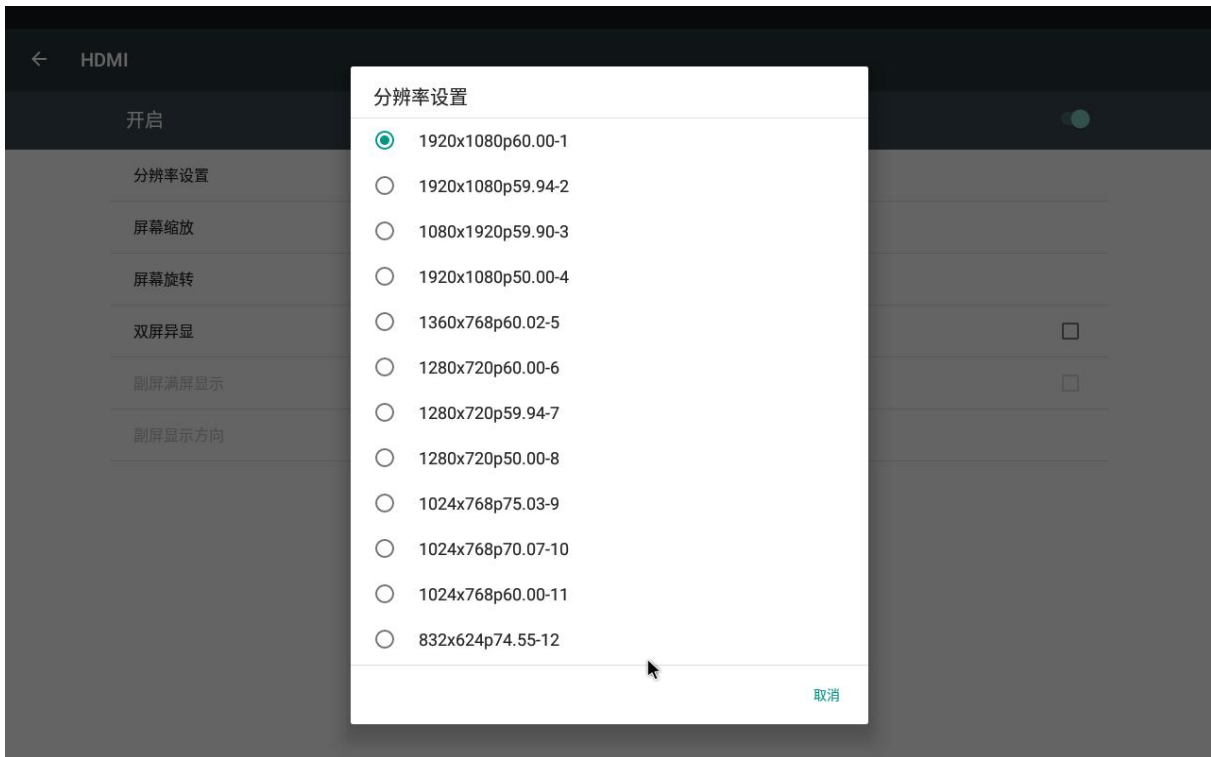 HDMI
开启
分辨率设置
屏幕缩放
屏幕旋转
双屏异显
副屏满屏显示
副屏显示方向
分辨率设置
1920x1080p60.00-1
1920x1080p59.94-2
1080x1920p59.90-3
1920x1080p50.00-4
1360x768p60.02-5
1280x720p60.00-6
1280x720p59.94-7
1280x720p50.00-8
1024x768p75.03-9
1024x768p70.07-10
1024x768p60.00-11
832x624p74.55-12
取消